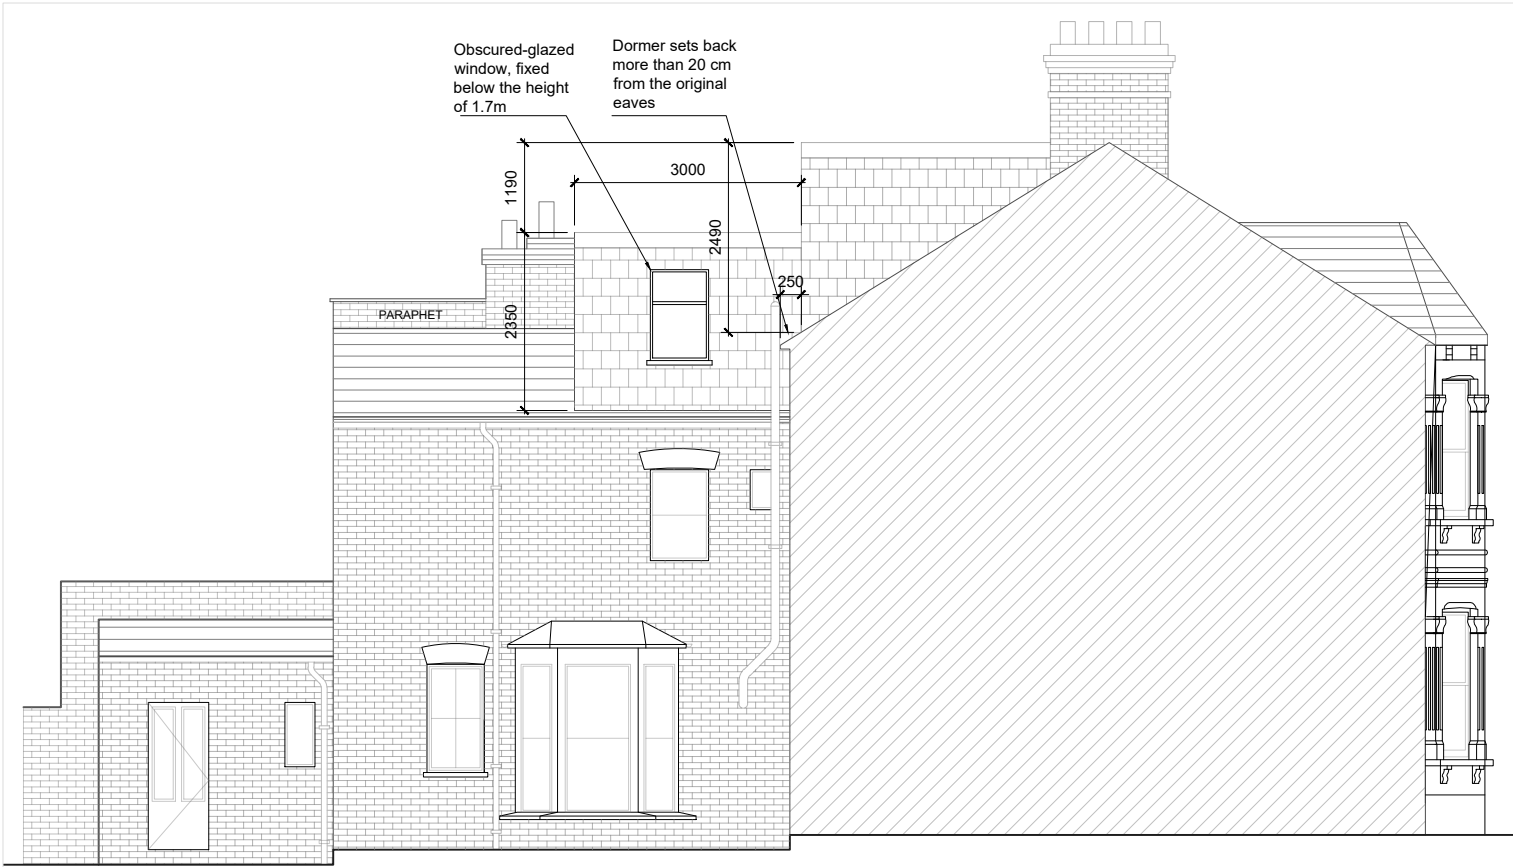 Obscured-glazed
window, fixed
below the height
of 1.7m
Dormer sets back
more than 20 cm
from the original
eaves
1190
3000
2490
250
2350
PARAPHET